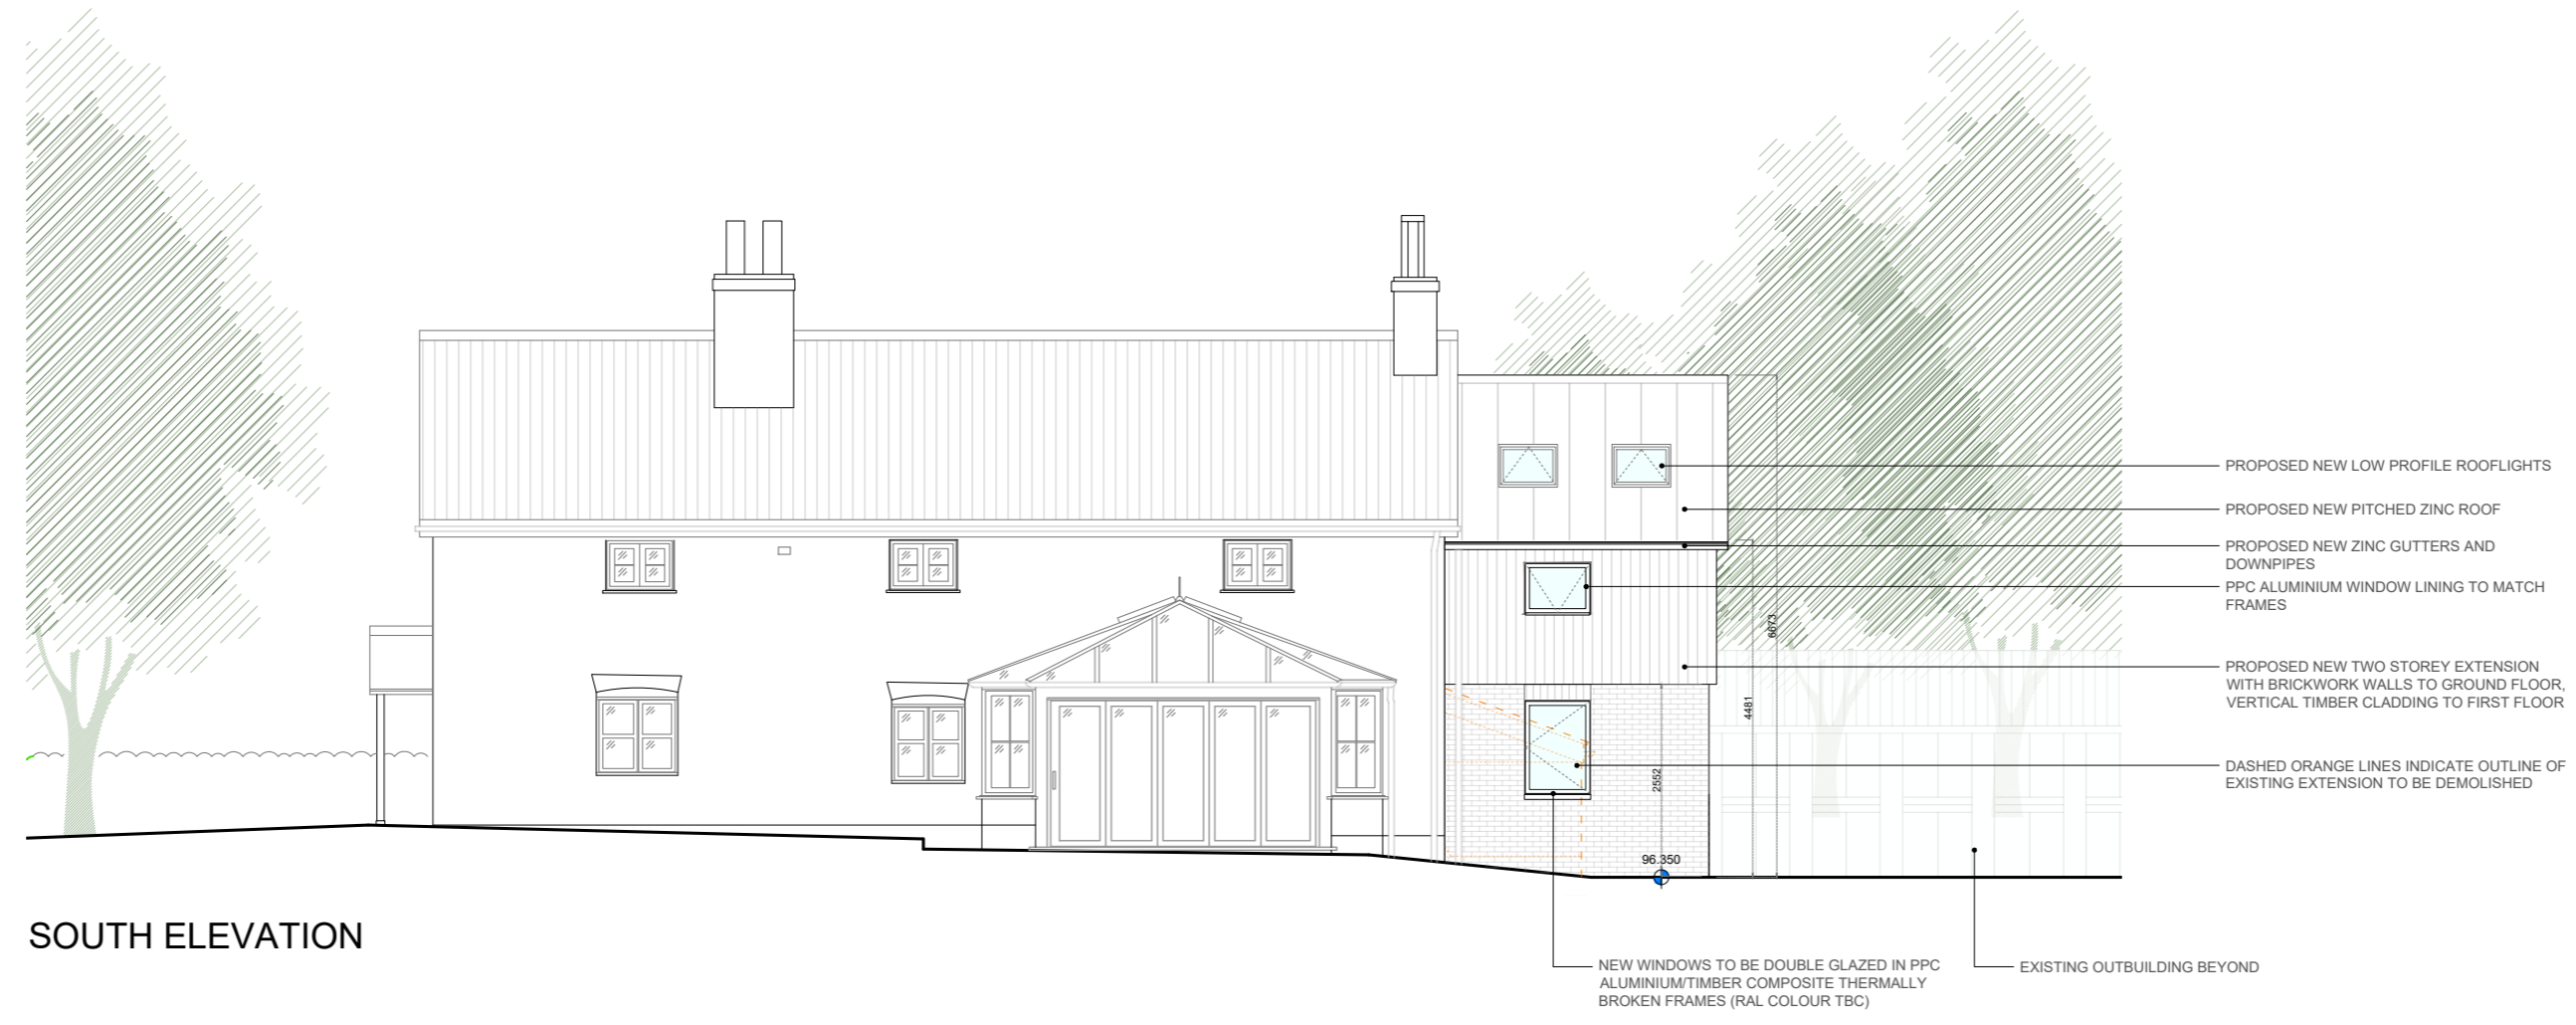 PROPOSED NEW LOW PROFILE ROOFLIGHTS
PROPOSED NEW PITCHED ZINC ROOF
PROPOSED NEW ZINC GUTTERS AND
DOWNPIPES
PPC ALUMINIUM WINDOW LINING TO MATCH
FRAMES
6673
PROPOSED NEW TWO STOREY EXTENSION
WITH BRICKWORK WALLS TO GROUND FLOOR,
VERTICAL TIMBER CLADDING TO FIRST FLOOR
4481
2552
DASHED ORANGE LINES INDICATE OUTLINE OF
EXISTING EXTENSION TO BE DEMOLISHED
96.350
SOUTH ELEVATION
NEW WINDOWS TO BE DOUBLE GLAZED IN PPC
ALUMINIUM/TIMBER COMPOSITE THERMALLY
BROKEN FRAMES (RAL COLOUR TBC)
EXISTING OUTBUILDING BEYOND